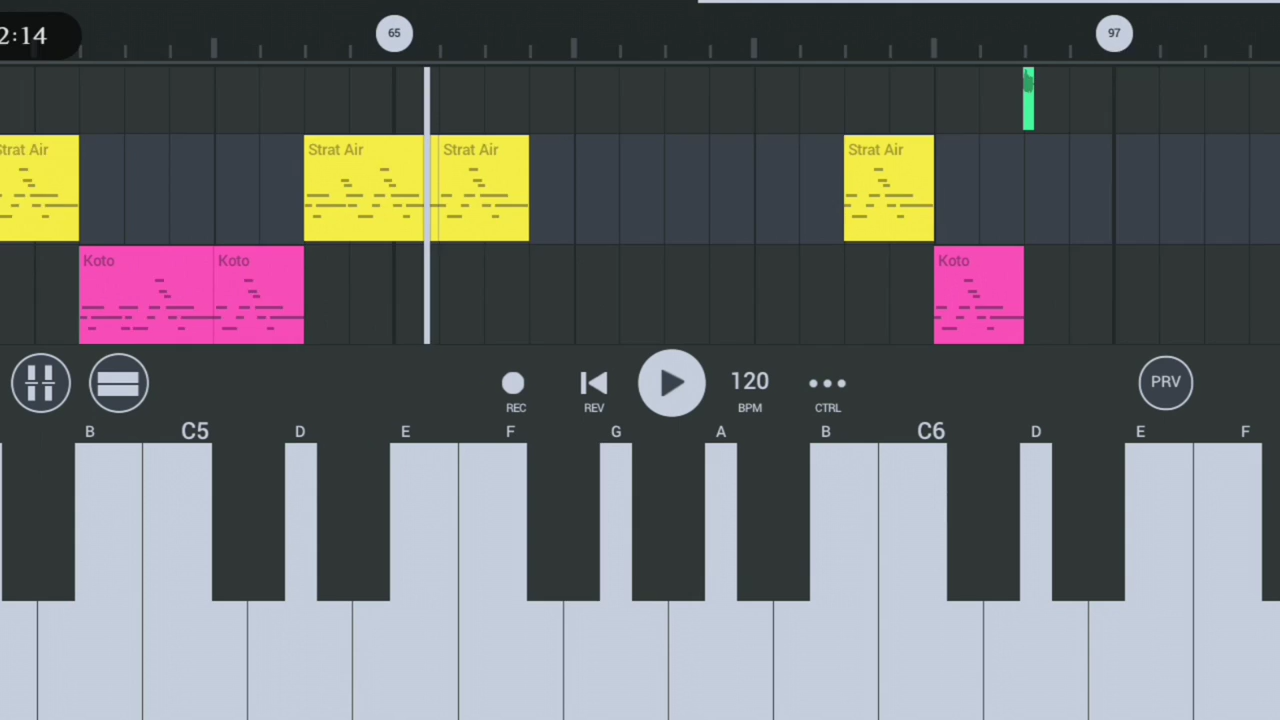 2:14
65
97
Strat Air
Strat Air
Strat Air
Strat Air
Koto
Koto
Koto
120
PRV
REC
REV
BPM
CTRL
B
C5
D
E
F
G
A
B
C6
D
E
F